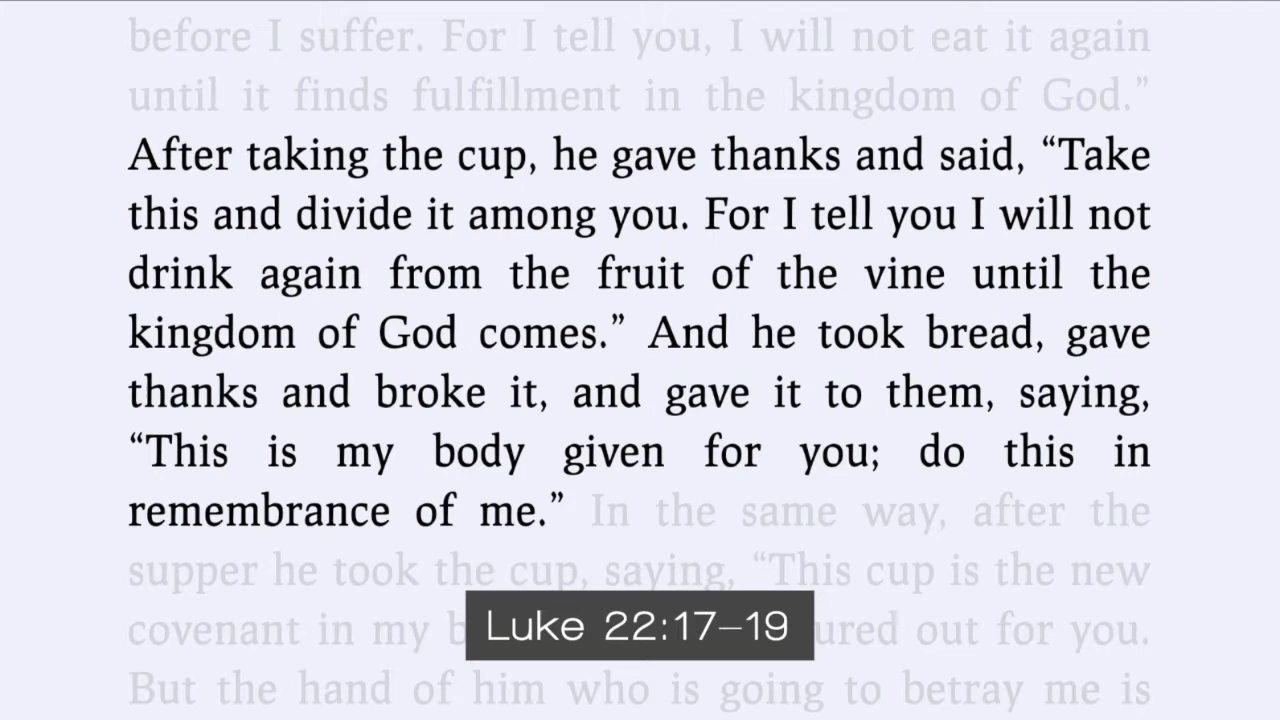 before I suffer. For I tell you, I will not eat it again
until it finds fulfillment in the kingdom of God.”
After taking the cup, he gave thanks and said, “Take
this and divide it among you. For I tell you I will not
drink again from the fruit of the vine until the
kingdom of God comes.” And he took bread, gave
thanks and broke it, and gave it to them, saying,
“This is my body given for you; do this in
remembrance of me.” In the same way, after the
supper he took the cup, saying, “This cup is the new
covenant in my out for you.
Luke 22:17–19
But the hand of him who is going to betray me is